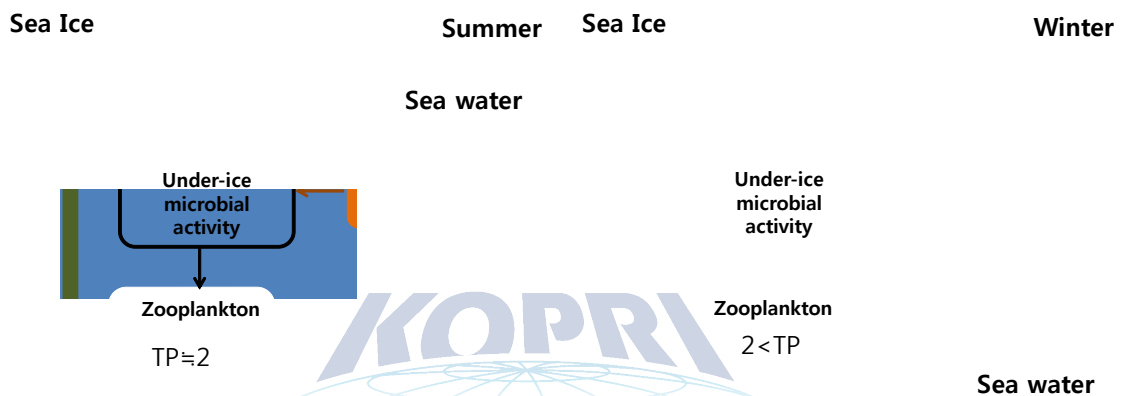 Sea Ice
Summer
Sea water
Under-ice
microbial
activity
Zooplankton
TP≒2
Sea Ice
Winter
Under-ice
microbial
activity
Zooplankton
2<TP
Sea water
KOPRI